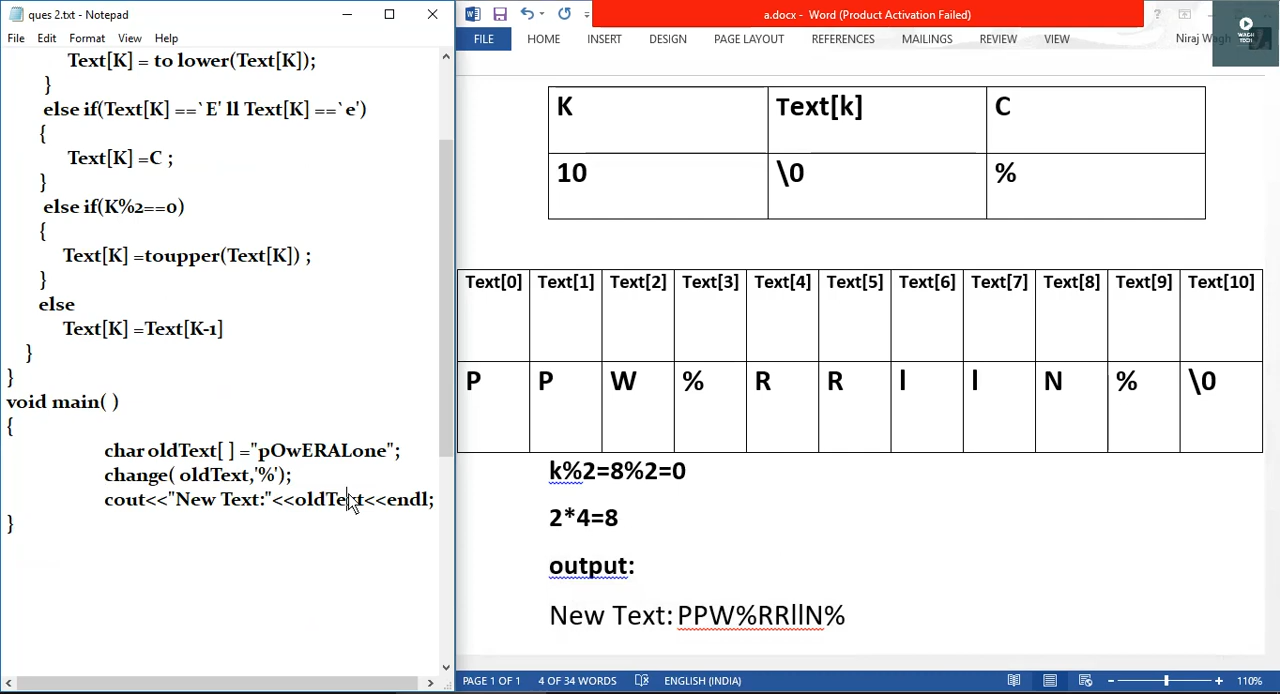 ques 2.txt - Notepad
File Edit Format View Help
Text[K] = to lower(Text[K]);
}
else if(Text[K] ==`E' ll Text[K] ==`e')
{
Text[K] =C ;
}
else if(K%2==0)
{
Text[K] =toupper(Text[K]) ;
}
else
Text[K] =Text[K-1]
}
}
void main( )
{
char oldText[ ] ="pOwERALone";
change( oldText,'%');
cout<<"New Text:"<<oldText<<endl;
}
a.docx - Word (Product Activation Failed)
FILE HOME INSERT DESIGN PAGE LAYOUT REFERENCES MAILINGS REVIEW VIEW Niraj Wagh
WAGH
TECH
K Text[k] C
10 \0 %
Text[0] Text[1] Text[2] Text[3] Text[4] Text[5] Text[6] Text[7] Text[8] Text[9] Text[10]
P P W % R R l l N % \0
k%2=8%2=0
2*4=8
output:
New Text: PPW%RRllN%
PAGE 1 OF 1 4 OF 34 WORDS ENGLISH (INDIA) 110%